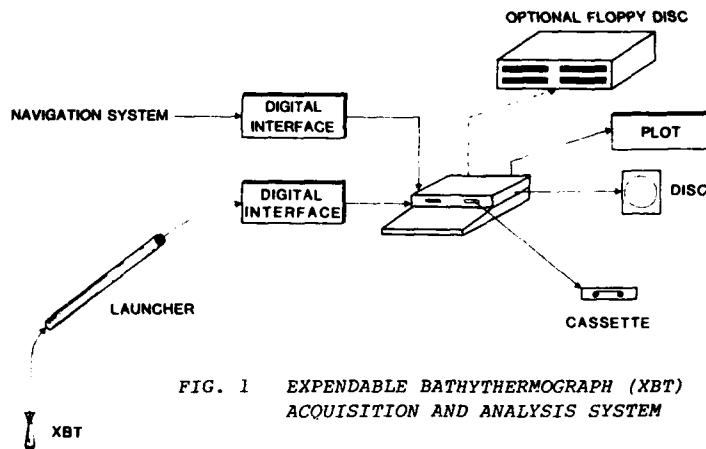 OPTIONAL FLOPPY DISC
NAVIGATION SYSTEM
DIGITAL
INTERFACE
PLOT
DIGITAL
INTERFACE
DISC
LAUNCHER
CASSETTE
FIG. 1 EXPENDABLE BATHYTHERMOGRAPH (XBT)
ACQUISITION AND ANALYSIS SYSTEM
XBT